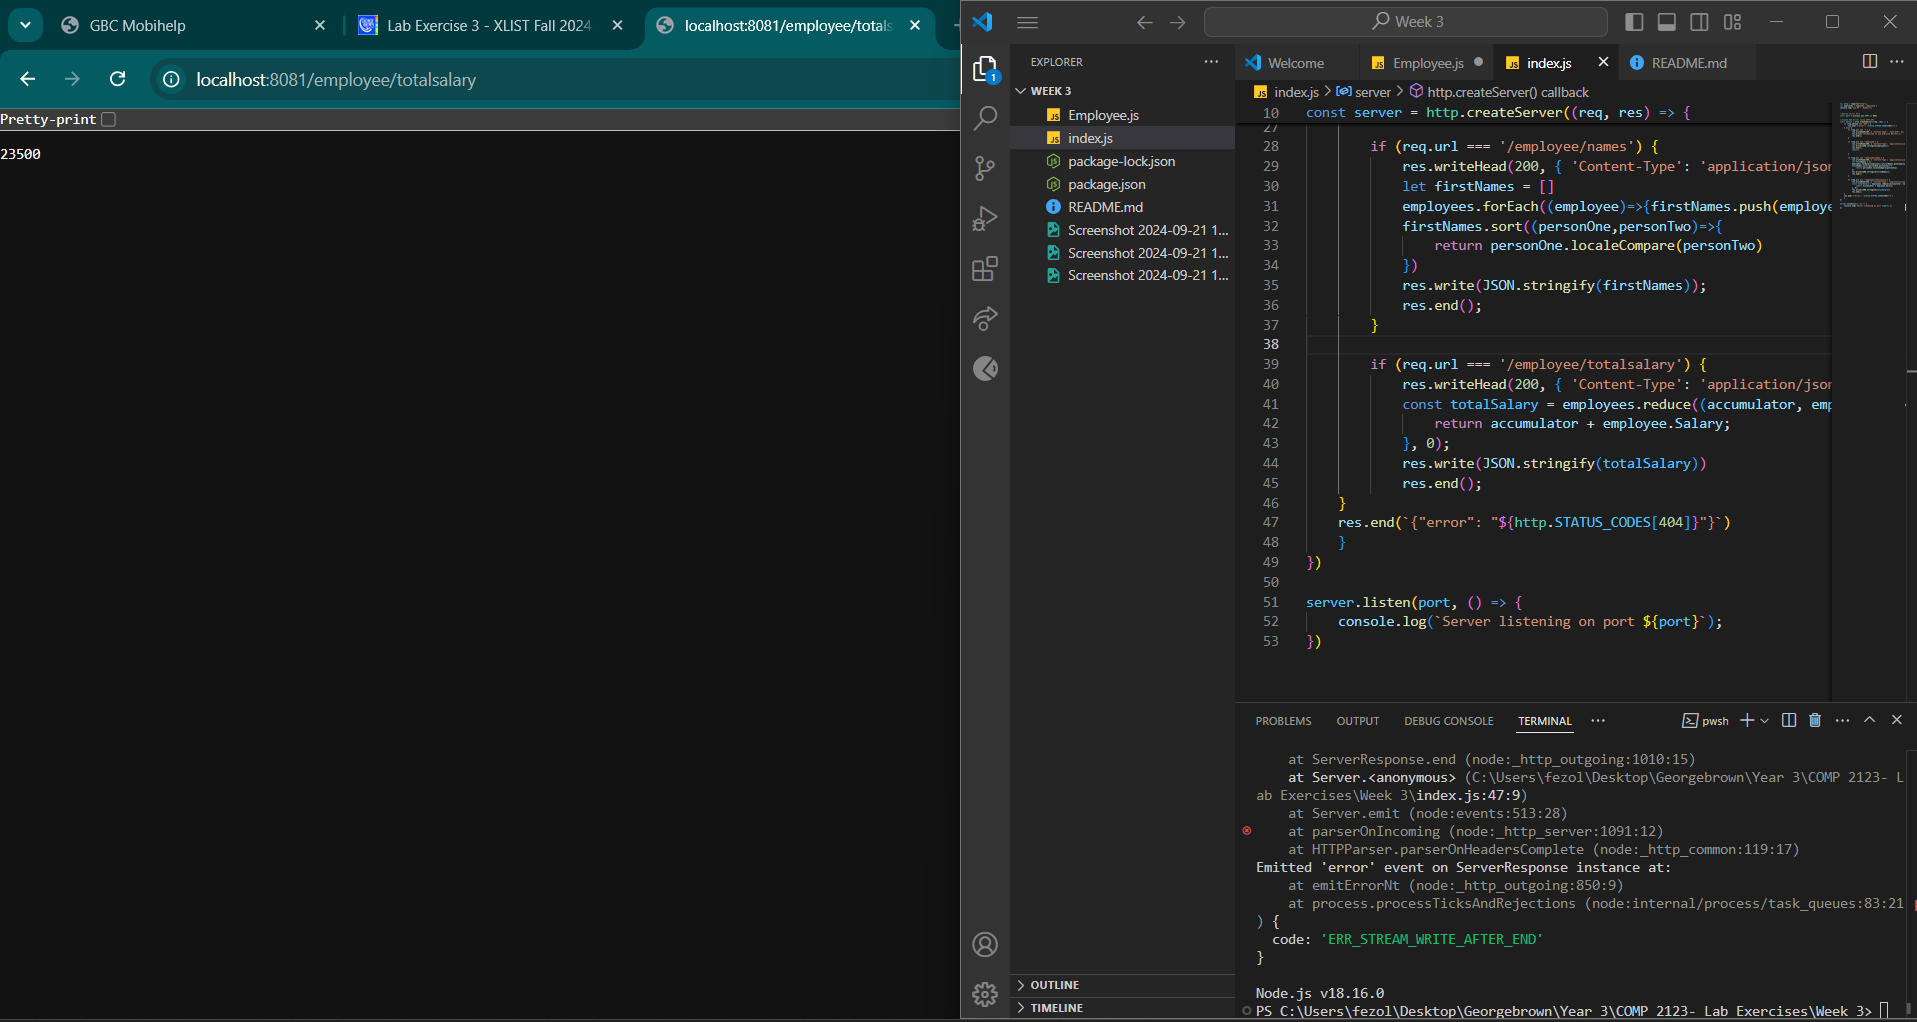 GBC Mobihelp
Lab Exercise 3 - XLIST Fall 2024
localhost:8081/employee/totals
localhost:8081/employee/totalsalary
Pretty-print
23500
Week 3
EXPLORER
WEEK 3
Employee.js
index.js
package-lock.json
package.json
README.md
Screenshot 2024-09-21 1...
Screenshot 2024-09-21 1...
Screenshot 2024-09-21 1...
OUTLINE
TIMELINE
1
Welcome
Employee.js
index.js
README.md
index.js > server > http.createServer() callback
10 const server = http.createServer((req, res) => {
27
28 if (req.url === '/employee/names') {
29 res.writeHead(200, { 'Content-Type': 'application/json
30 let firstNames = []
31 employees.forEach((employee)=>{firstNames.push(employe
32 firstNames.sort((personOne,personTwo)=>{
33 return personOne.localeCompare(personTwo)
34 })
35 res.write(JSON.stringify(firstNames));
36 res.end();
37 }
38
39 if (req.url === '/employee/totalsalary') {
40 res.writeHead(200, { 'Content-Type': 'application/json
41 const totalSalary = employees.reduce((accumulator, emp
42 return accumulator + employee.Salary;
43 }, 0);
44 res.write(JSON.stringify(totalSalary))
45 res.end();
46 }
47 res.end(`{"error": "${http.STATUS_CODES[404]}"}`)
48 }
49 })
50
51 server.listen(port, () => {
52 console.log(`Server listening on port ${port}`);
53 })
PROBLEMS OUTPUT DEBUG CONSOLE TERMINAL
pwsh
at ServerResponse.end (node:_http_outgoing:1010:15)
at Server.<anonymous> (C:\Users\fezol\Desktop\Georgebrown\Year 3\COMP 2123- L
ab Exercises\Week 3\index.js:47:9)
at Server.emit (node:events:513:28)
at parserOnIncoming (node:_http_server:1091:12)
at HTTPParser.parserOnHeadersComplete (node:_http_common:119:17)
Emitted 'error' event on ServerResponse instance at:
at emitErrorNt (node:_http_outgoing:850:9)
at process.processTicksAndRejections (node:internal/process/task_queues:83:21
) {
code: 'ERR_STREAM_WRITE_AFTER_END'
}
Node.js v18.16.0
PS C:\Users\fezol\Desktop\Georgebrown\Year 3\COMP 2123- Lab Exercises\Week 3>